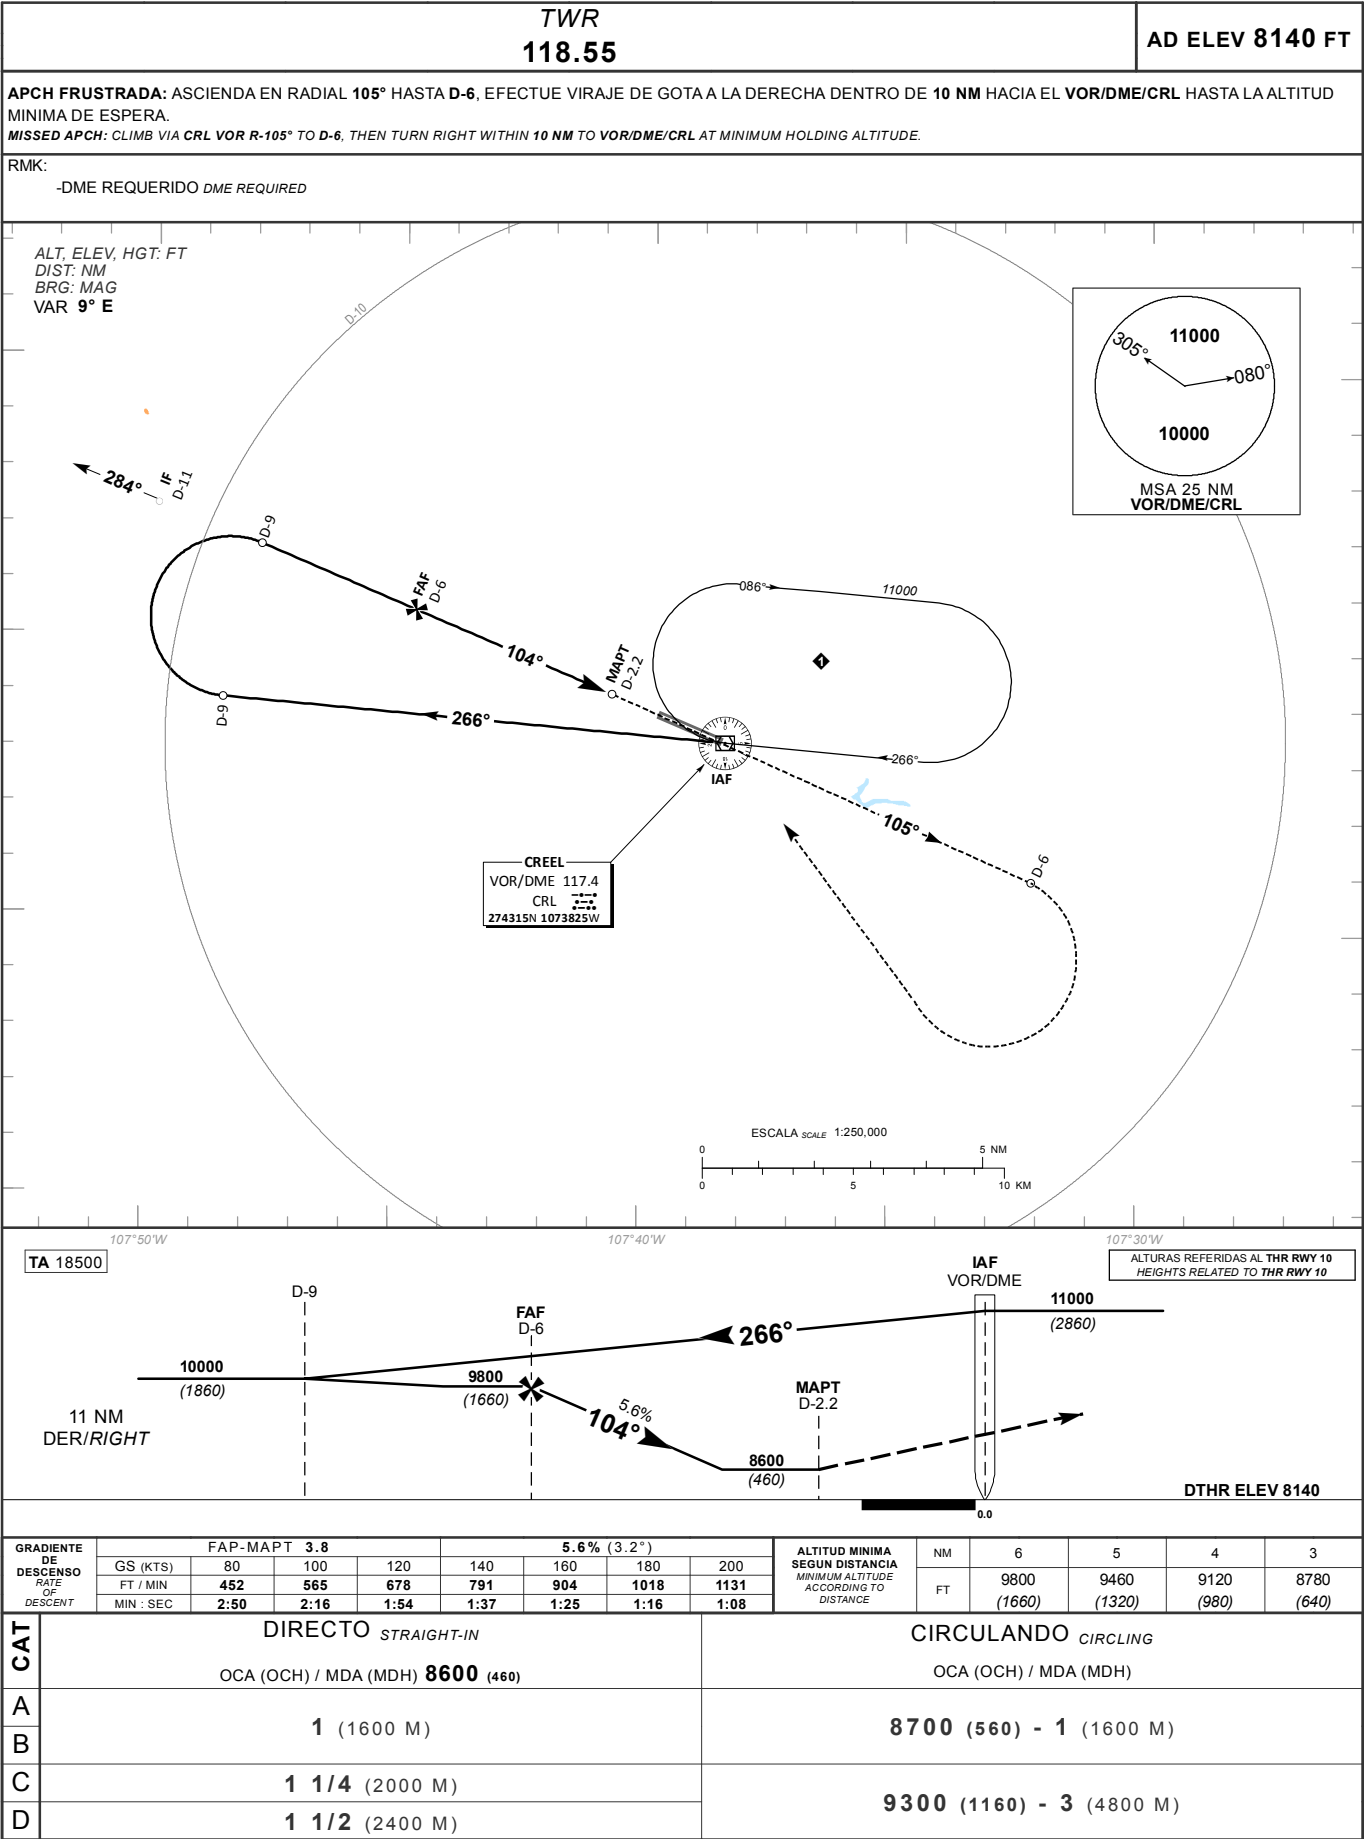 TWR
118.55
AD ELEV 8140 FT
APCH FRUSTRADA: ASCIENDA EN RADIAL 105° HASTA D-6, EFECTUE VIRAJE DE GOTA A LA DERECHA DENTRO DE 10 NM HACIA EL VOR/DME/CRL HASTA LA ALTITUD
MINIMA DE ESPERA.
MISSED APCH: CLIMB VIA CRL VOR R-105° TO D-6, THEN TURN RIGHT WITHIN 10 NM TO VOR/DME/CRL AT MINIMUM HOLDING ALTITUDE.
RMK:
-DME REQUERIDO DME REQUIRED
ALT, ELEV, HGT: FT
DIST: NM
BRG: MAG
VAR 9° E
D-10
11000
305°
080°
10000
MSA 25 NM
VOR/DME/CRL
284°
IF
D-11
D-9
FAF
D-6
104°
MAPT
D-2.2
086°
11000
1
D-9
266°
266°
IAF
105°
D-6
CREEL
VOR/DME 117.4
CRL
274315N 1073825W
ESCALA SCALE 1:250,000
0 5 NM
0 5 10 KM
107°50'W 107°40'W 107°30'W
TA 18500
ALTURAS REFERIDAS AL THR RWY 10
HEIGHTS RELATED TO THR RWY 10
D-9
FAF
D-6
IAF
VOR/DME
11000
(2860)
266°
10000
(1860)
9800
(1660)
11 NM
DER/RIGHT
5.6%
104°
MAPT
D-2.2
8600
(460)
DTHR ELEV 8140
0.0
GRADIENTE
DE
DESCENSO
RATE
OF
DESCENT
FAP-MAPT 3.8 5.6% (3.2°)
GS (KTS) 80 100 120 140 160 180 200
FT / MIN 452 565 678 791 904 1018 1131
MIN : SEC 2:50 2:16 1:54 1:37 1:25 1:16 1:08
ALTITUD MINIMA
SEGUN DISTANCIA
MINIMUM ALTITUDE
ACCORDING TO
DISTANCE
NM 6 5 4 3
FT 9800 9460 9120 8780
(1660) (1320) (980) (640)
CAT
DIRECTO STRAIGHT-IN
OCA (OCH) / MDA (MDH) 8600 (460)
CIRCULANDO CIRCLING
OCA (OCH) / MDA (MDH)
A
B
1 (1600 M)
8700 (560) - 1 (1600 M)
C
1 1/4 (2000 M)
D
1 1/2 (2400 M)
9300 (1160) - 3 (4800 M)